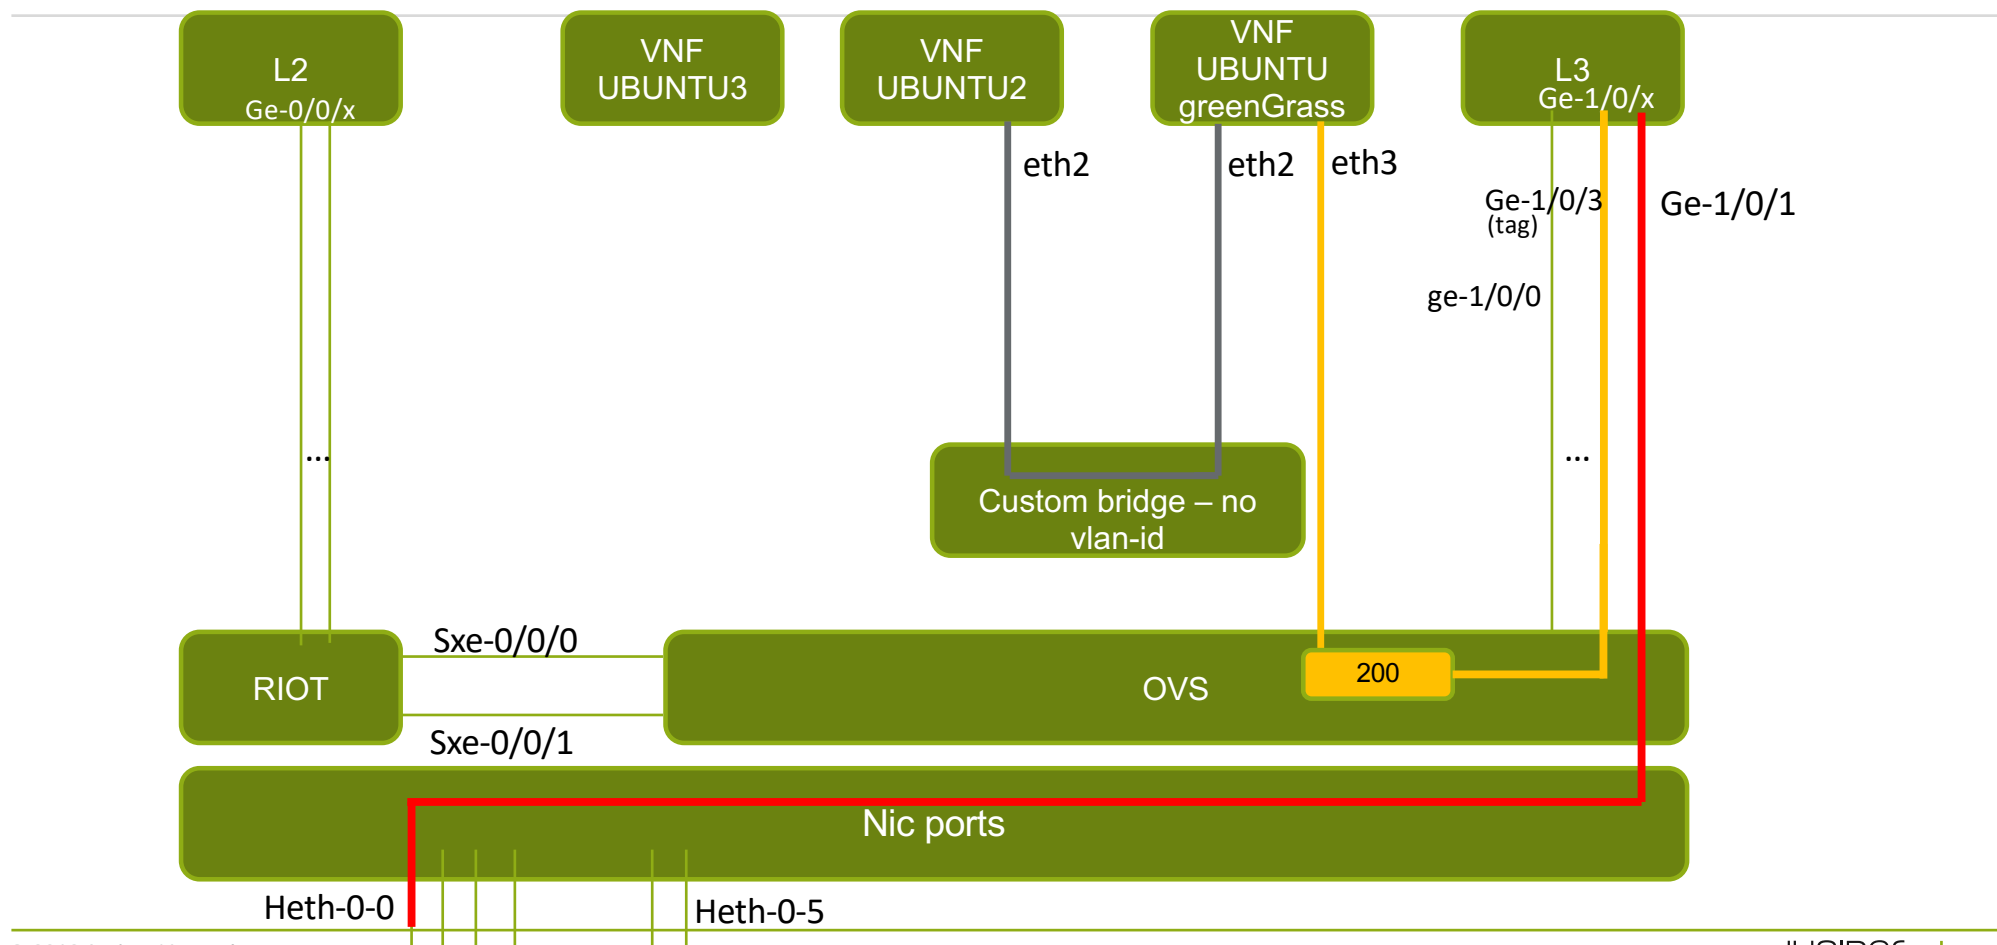 L2
Ge-0/0/x
VNF
UBUNTU3
VNF
UBUNTU2
VNF
UBUNTU
greenGrass
L3
Ge-1/0/x
eth2
eth2
eth3
Ge-1/0/3
(tag)
Ge-1/0/1
ge-1/0/0
...
...
Custom bridge – no
vlan-id
Sxe-0/0/0
RIOT
OVS
200
Sxe-0/0/1
Nic ports
Heth-0-0
Heth-0-5